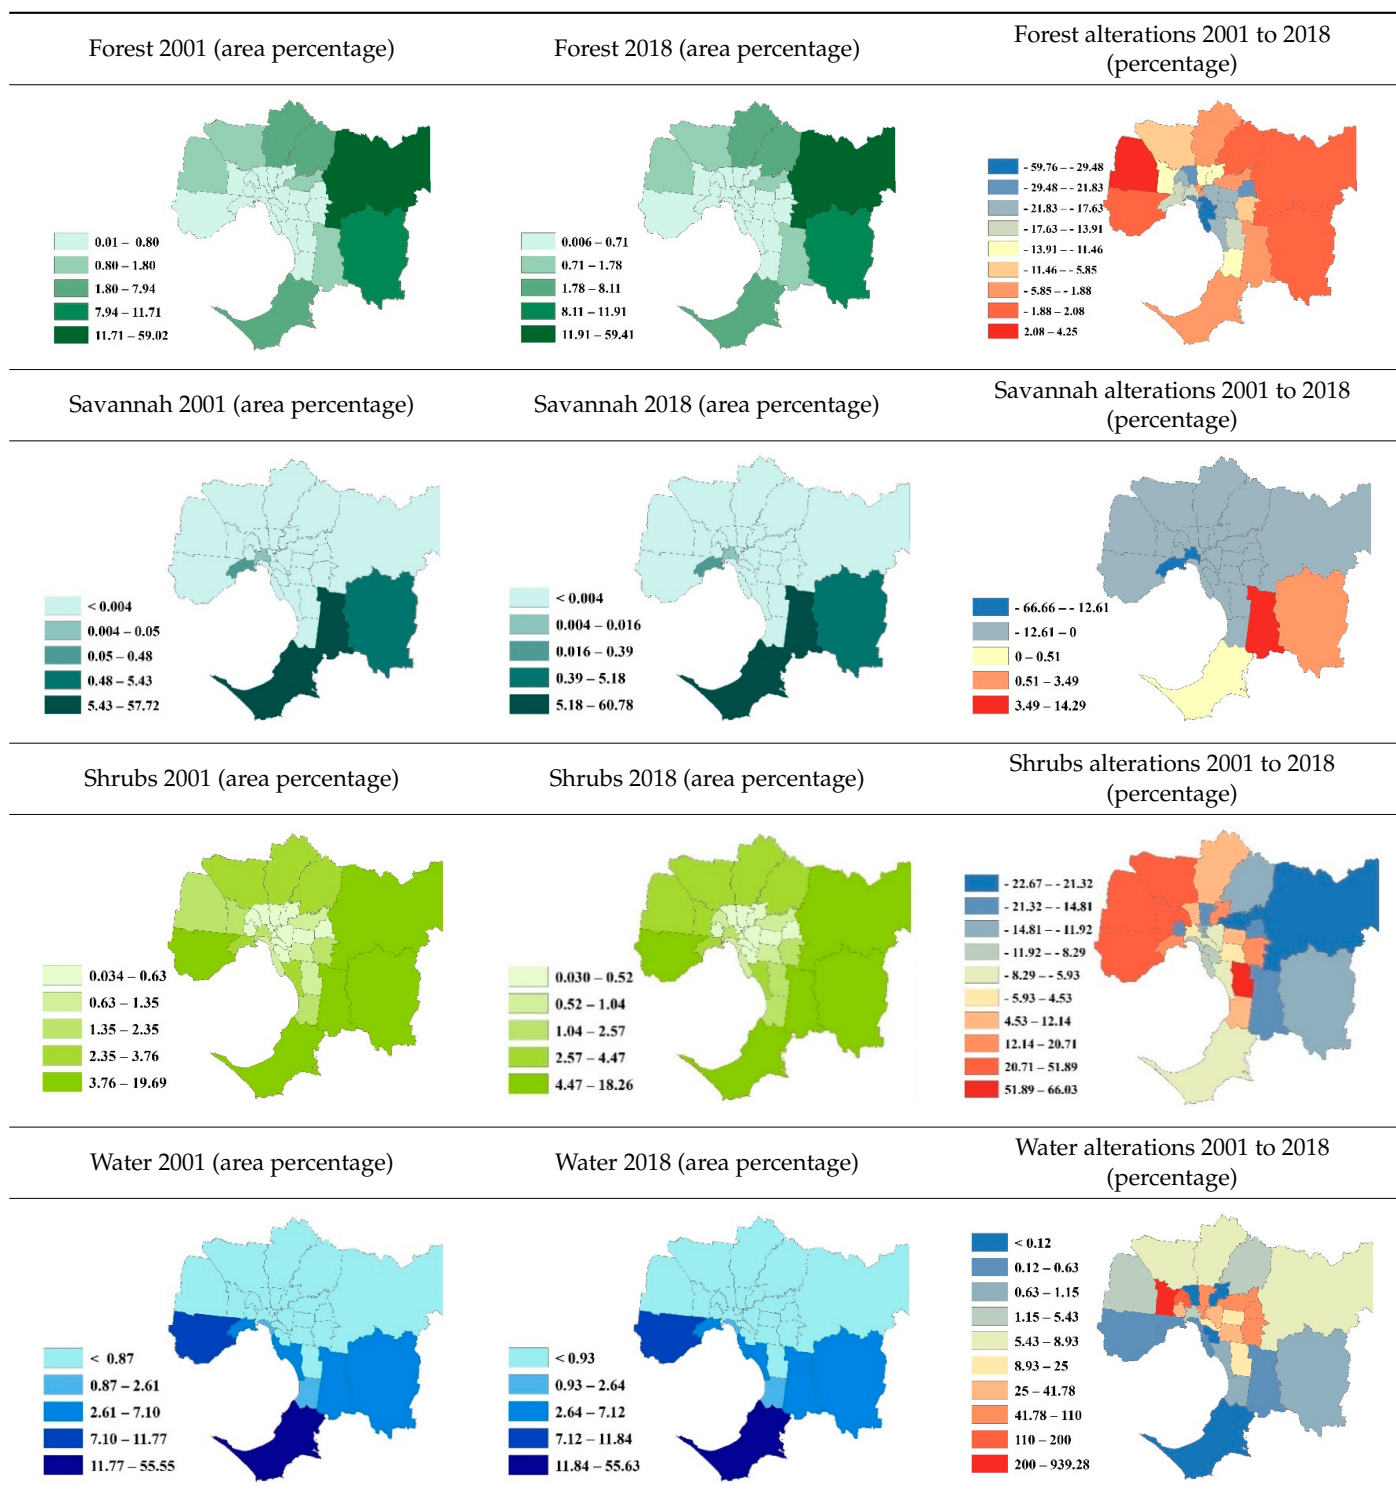 Forest 2001 (area percentage)
Forest 2018 (area percentage)
Forest alterations 2001 to 2018
(percentage)
0.01 – 0.80
0.80 – 1.80
1.80 – 7.94
7.94 – 11.71
11.71 – 59.02
0.006 – 0.71
0.71 – 1.78
1.78 – 8.11
8.11 – 11.91
11.91 – 59.41
- 59.76 – - 29.48
- 29.48 – - 21.83
- 21.83 – - 17.63
- 17.63 – - 13.91
- 13.91 – - 11.46
- 11.46 – - 5.85
- 5.85 – - 1.88
- 1.88 – 2.08
2.08 – 4.25
Savannah 2001 (area percentage)
Savannah 2018 (area percentage)
Savannah alterations 2001 to 2018
(percentage)
< 0.004
0.004 – 0.05
0.05 – 0.48
0.48 – 5.43
5.43 – 57.72
< 0.004
0.004 – 0.016
0.016 – 0.39
0.39 – 5.18
5.18 – 60.78
- 66.66 – - 12.61
- 12.61 – 0
0 – 0.51
0.51 – 3.49
3.49 – 14.29
Shrubs 2001 (area percentage)
Shrubs 2018 (area percentage)
Shrubs alterations 2001 to 2018
(percentage)
0.034 – 0.63
0.63 – 1.35
1.35 – 2.35
2.35 – 3.76
3.76 – 19.69
0.030 – 0.52
0.52 – 1.04
1.04 – 2.57
2.57 – 4.47
4.47 – 18.26
- 22.67 – - 21.32
- 21.32 – - 14.81
- 14.81 – - 11.92
- 11.92 – - 8.29
- 8.29 – - 5.93
- 5.93 – 4.53
4.53 – 12.14
12.14 – 20.71
20.71 – 51.89
51.89 – 66.03
Water 2001 (area percentage)
Water 2018 (area percentage)
Water alterations 2001 to 2018
(percentage)
< 0.87
0.87 – 2.61
2.61 – 7.10
7.10 – 11.77
11.77 – 55.55
< 0.93
0.93 – 2.64
2.64 – 7.12
7.12 – 11.84
11.84 – 55.63
< 0.12
0.12 – 0.63
0.63 – 1.15
1.15 – 5.43
5.43 – 8.93
8.93 – 25
25 – 41.78
41.78 – 110
110 – 200
200 – 939.28